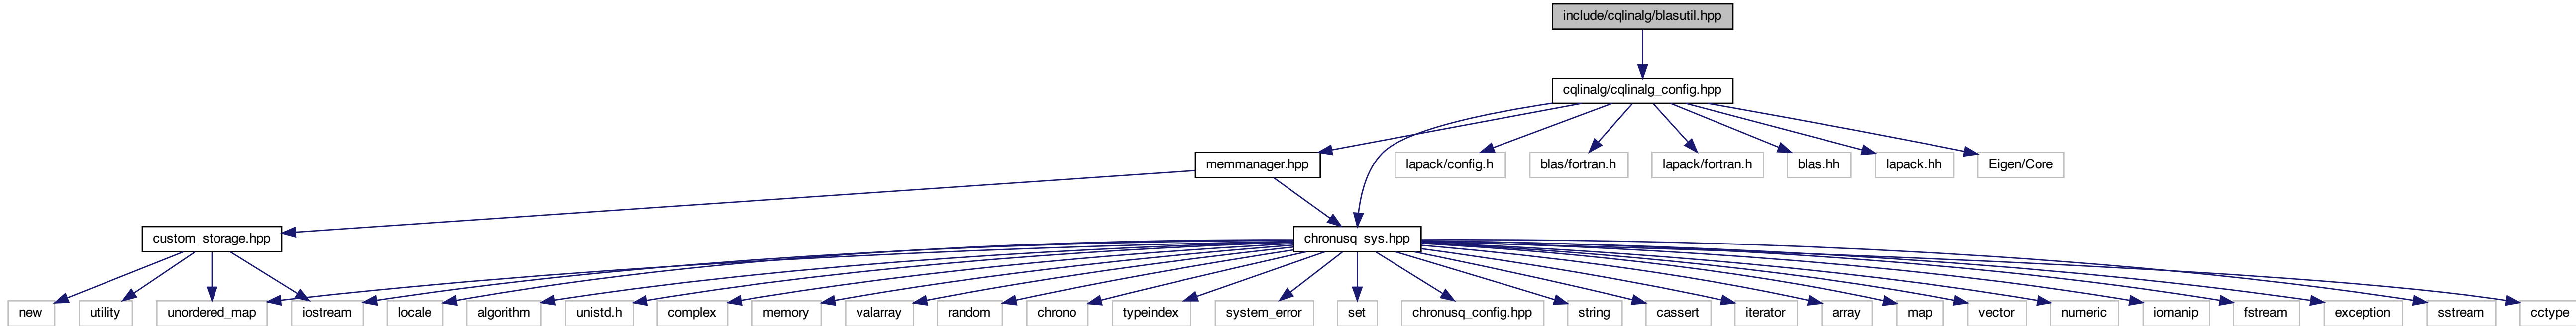 include/cqlinalg/blasutil.hpp
cqlinalg/cqlinalg_config.hpp
memmanager.hpp
lapack/config.h
blas/fortran.h
lapack/fortran.h
blas.hh
lapack.hh
Eigen/Core
custom_storage.hpp
chronusq_sys.hpp
new
utility
unordered_map
iostream
locale
algorithm
unistd.h
complex
memory
valarray
random
chrono
typeindex
system_error
set
chronusq_config.hpp
string
cassert
iterator
array
map
vector
numeric
iomanip
fstream
exception
sstream
cctype